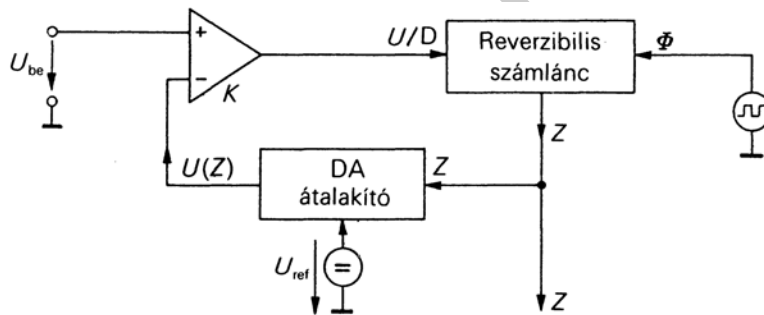 U/D
Reverzibilis
számlánc
Φ
+
−
K
U_be
Z
U(Z)
DA
átalakító
Z
U_ref
=
Z